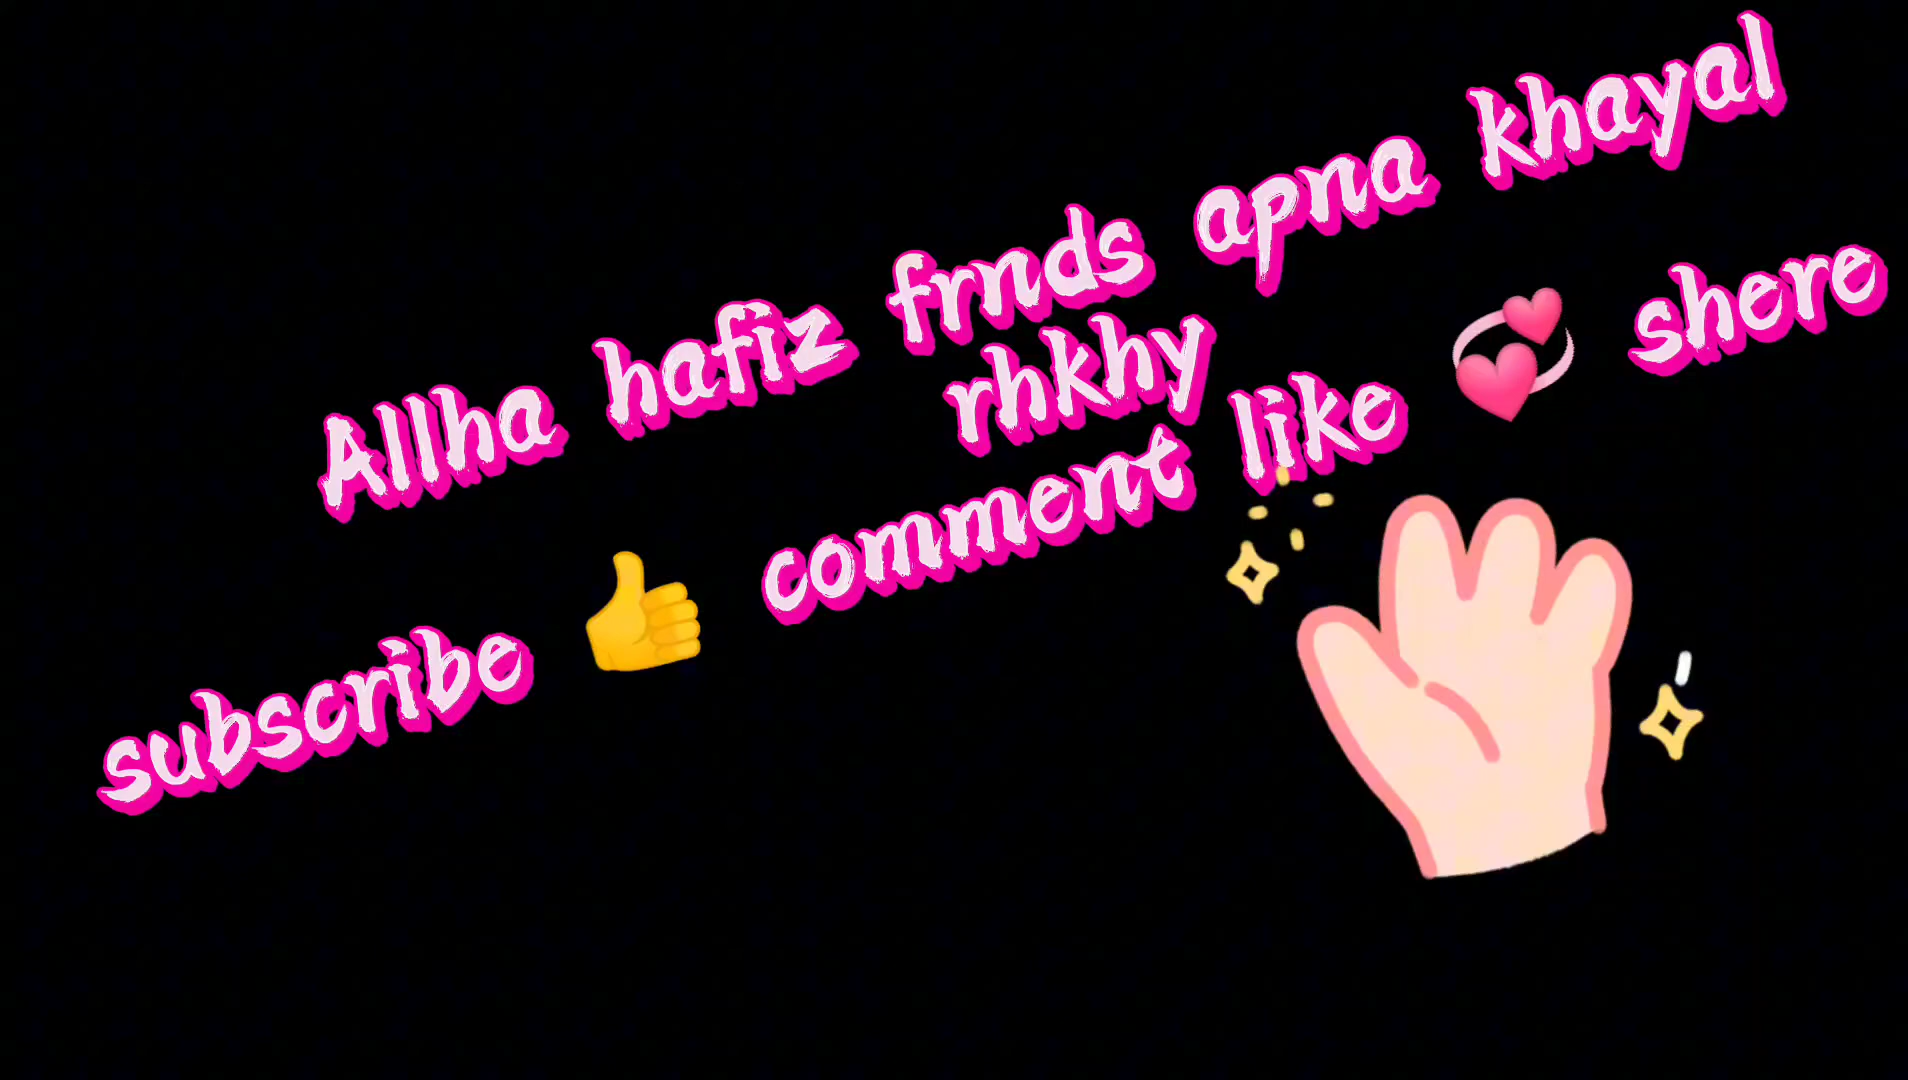 Allha hafiz frnds apna khayal
rhkhy
subscribe 👍 comment like 💞 shere